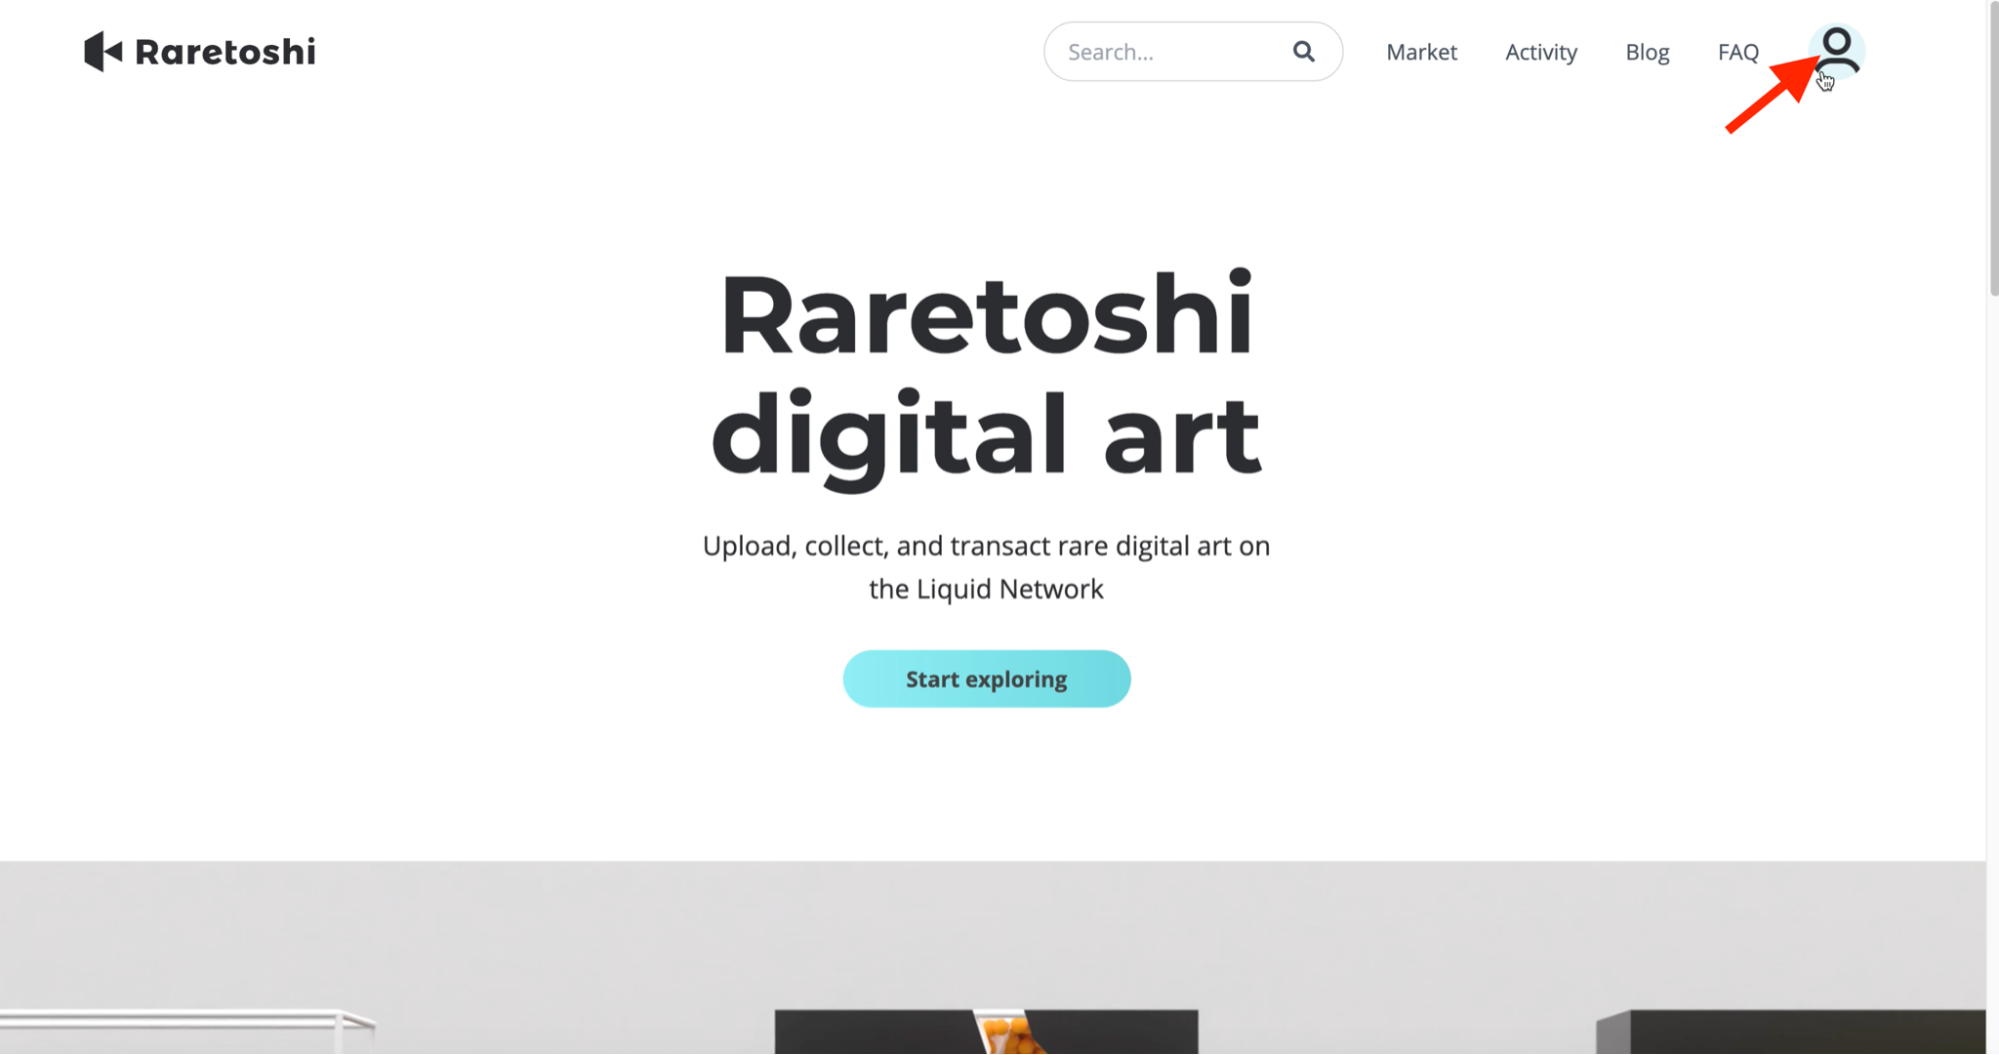 Raretoshi
Search...
Market
Activity
Blog
FAQ
Raretoshi
digital art
Upload, collect, and transact rare digital art on
the Liquid Network
Start exploring